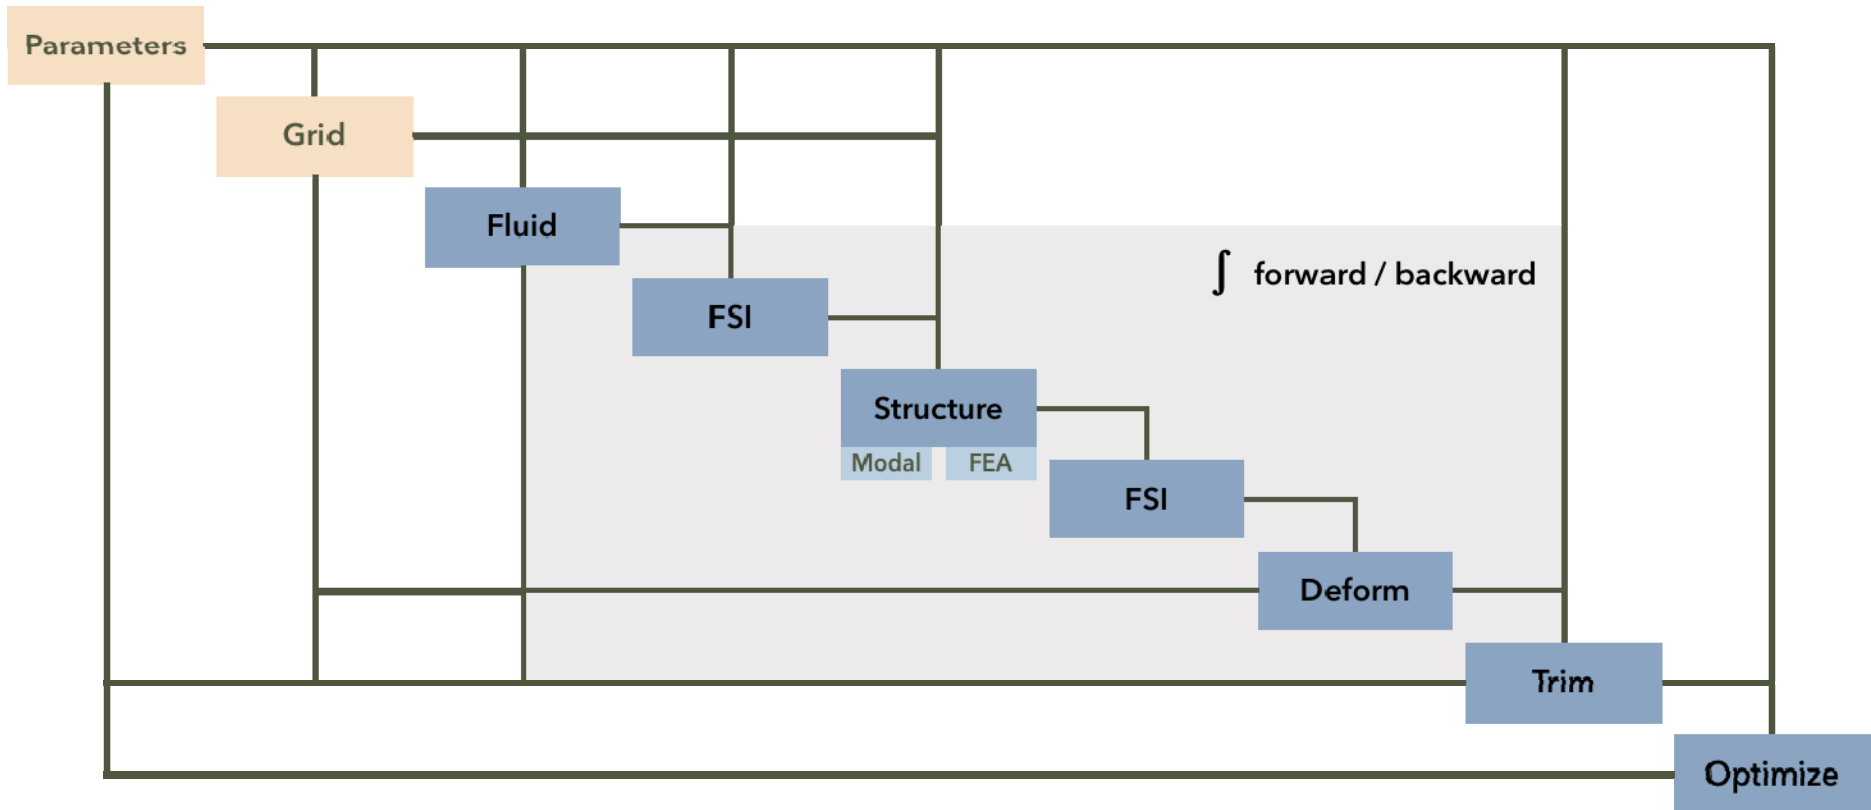 Parameters
Grid
Fluid
∫ forward / backward
FSI
Structure
Modal FEA
FSI
Deform
Trim
Optimize